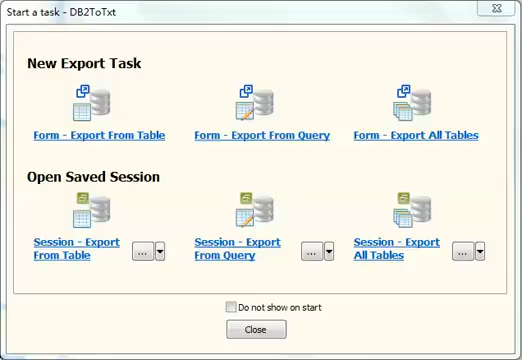 Start a task - DB2ToTxt
New Export Task
Form - Export From Table
Form - Export From Query
Form - Export All Tables
Open Saved Session
Session - Export
From Table
...
Session - Export
From Query
...
Session - Export
All Tables
...
Do not show on start
Close